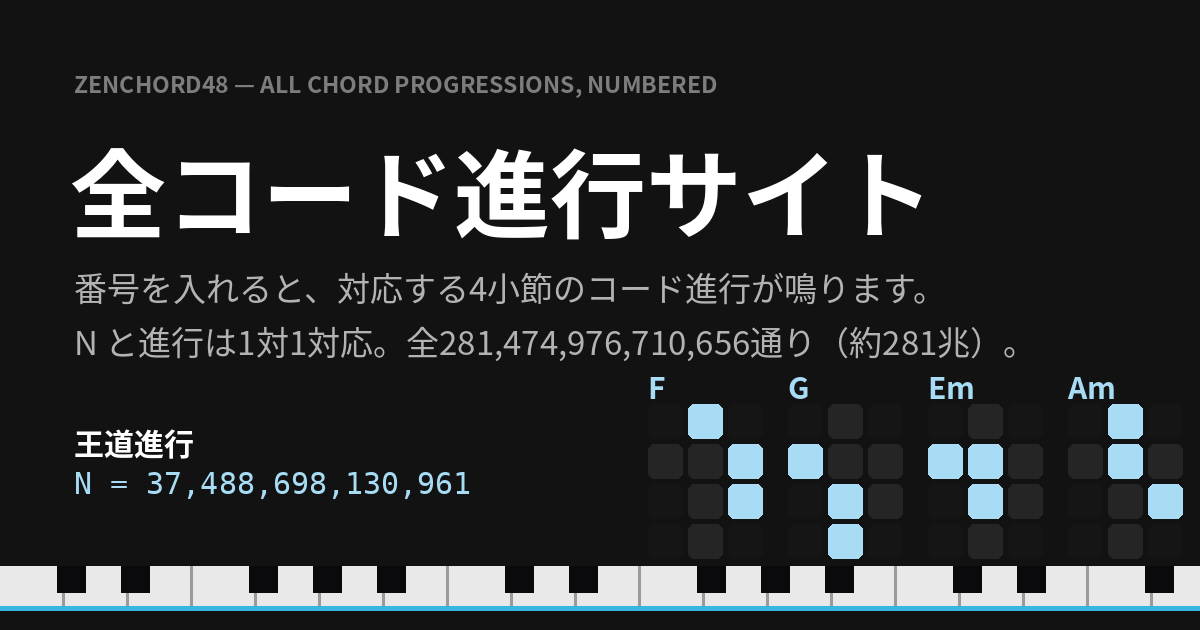 ZENCHORD48 — ALL CHORD PROGRESSIONS, NUMBERED
全コード進行サイト
番号を入れると、対応する4小節のコード進行が鳴ります。
N と進行は1対1対応。全281,474,976,710,656通り（約281兆）。
F G Em Am
王道進行
N = 37,488,698,130,961